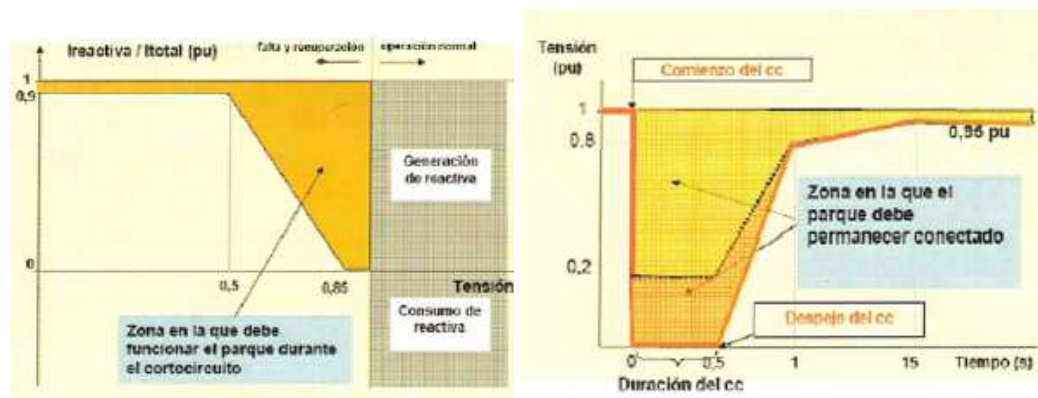 Ireactiva / Itotal (pu)
falta y recuperación
operación normal
1
0,9
Generación
de reactiva
0
0,5
0,85
Tensión
Consumo de
reactiva
Zona en la que debe
funcionar el parque durante
el cortocircuito
Tensión
(pu)
Comienzo del cc
1
0,8
0,95 pu
Zona en la que el
parque debe
permanecer conectado
0,2
Despeje del cc
0
0,5
1
15
Tiempo (s)
Duración del cc